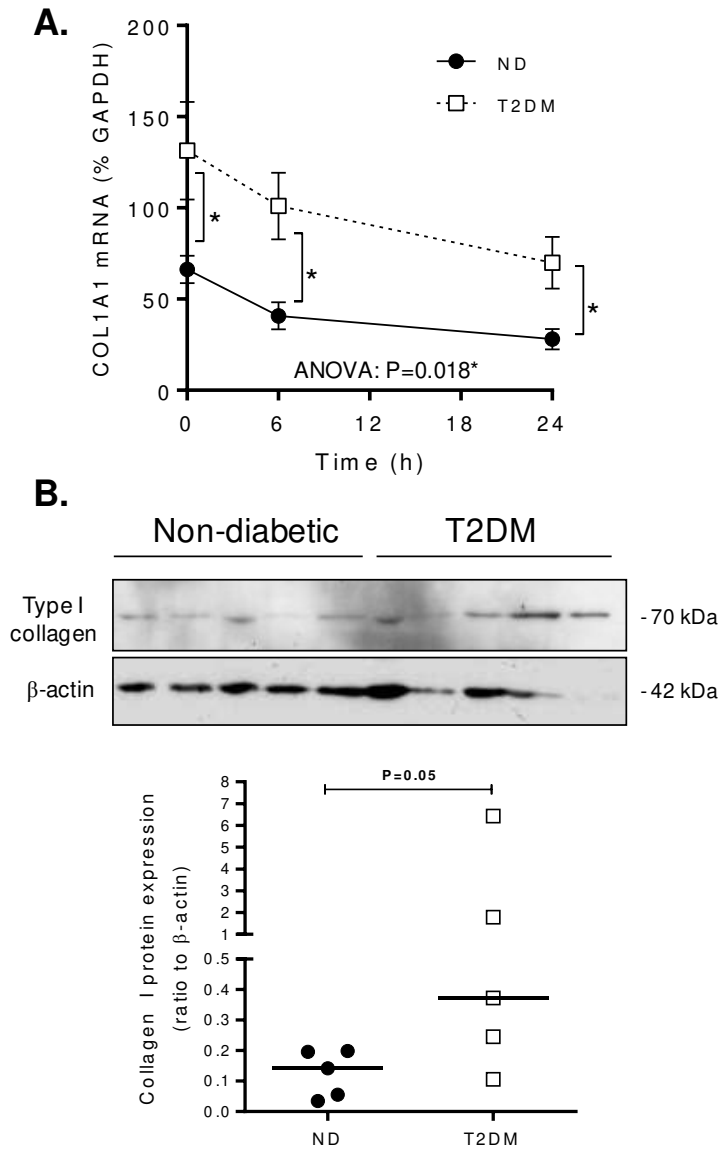 A.
COL1A1 mRNA (% GAPDH)
200
150
100
50
0
ND
T2DM
*
*
*
ANOVA: P=0.018*
0 6 12 18 24
Time (h)
B.
Non-diabetic T2DM
Type I
collagen
-70 kDa
β-actin
-42 kDa
Collagen I protein expression
(ratio to β-actin)
8
7
6
5
4
3
2
1
0.5
0.4
0.3
0.2
0.1
0.0
P=0.05
ND T2DM